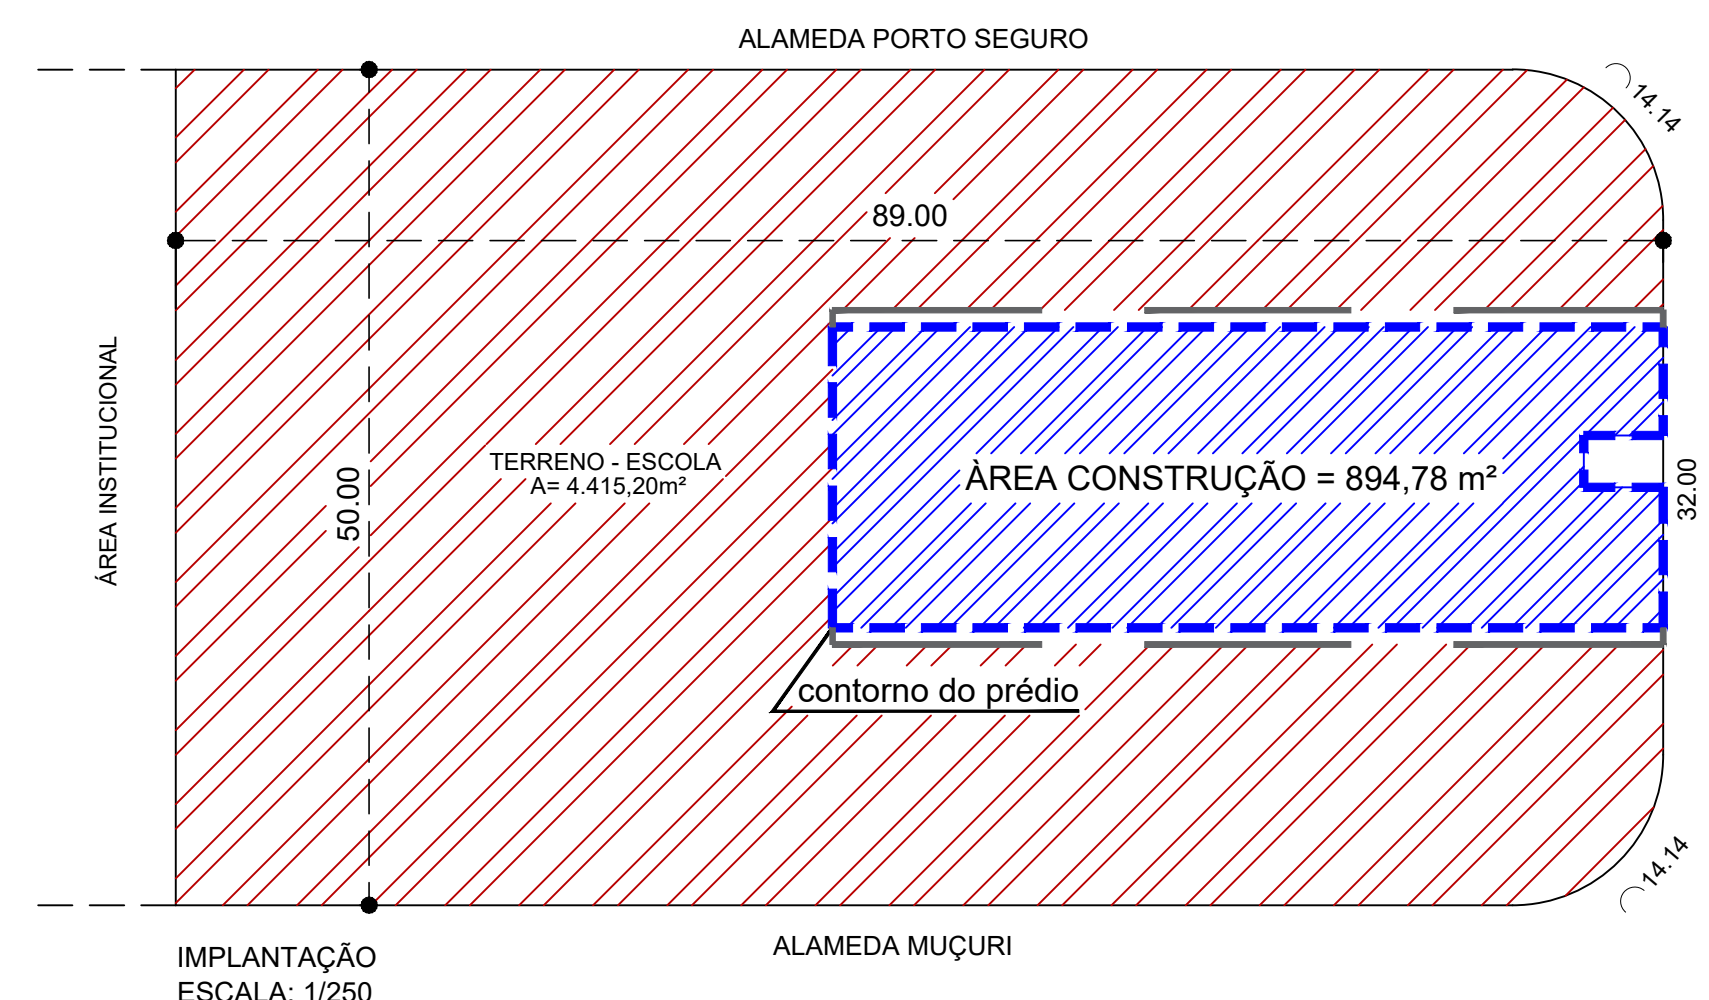 ALAMEDA PORTO SEGURO
14.14
89.00
ÁREA INSTITUCIONAL
50.00
TERRENO - ESCOLA
A= 4.415,20m²
ÀREA CONSTRUÇÃO = 894,78 m²
32.00
contorno do prédio
14.14
ALAMEDA MUÇURI
IMPLANTAÇÃO
ESCALA: 1/250